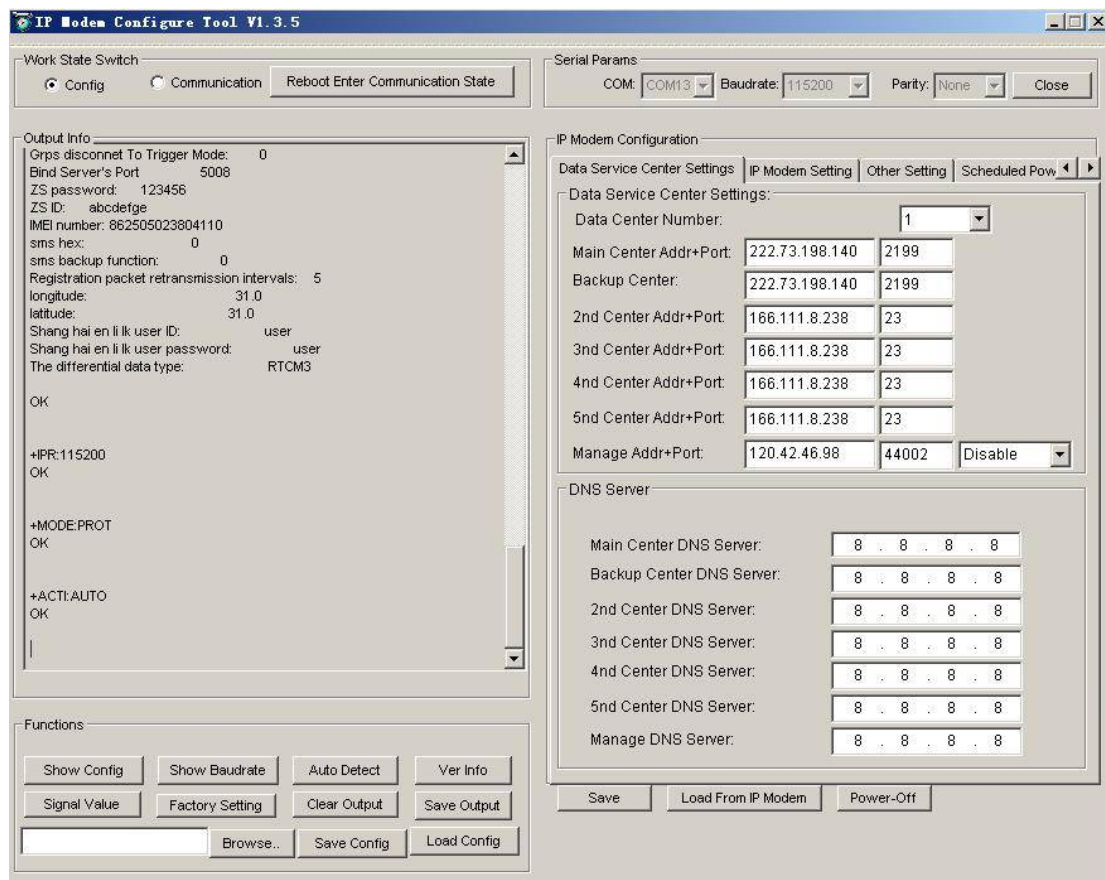 IP Modem Configure Tool V1.3.5
Work State Switch
Config
Communication
Reboot Enter Communication State
Serial Params
COM: COM13
Baudrate: 115200
Parity: None
Close
Output Info
Grps disconnet To Trigger Mode: 0
Bind Server's Port 5008
ZS password: 123456
ZS ID: abcdefge
IMEI number: 862505023804110
sms hex: 0
sms backup function: 0
Registration packet retransmission intervals: 5
longitude: 31.0
latitude: 31.0
Shang hai en li lk user ID: user
Shang hai en li lk user password: user
The differential data type: RTCM3
OK
+IPR:115200
OK
+MODE:PROT
OK
+ACTI:AUTO
OK
Functions
Show Config
Show Baudrate
Auto Detect
Ver Info
Signal Value
Factory Setting
Clear Output
Save Output
Browse..
Save Config
Load Config
IP Modem Configuration
Data Service Center Settings
IP Modem Setting
Other Setting
Scheduled Pow
Data Service Center Settings:
Data Center Number: 1
Main Center Addr+Port: 222.73.198.140 2199
Backup Center: 222.73.198.140 2199
2nd Center Addr+Port: 166.111.8.238 23
3nd Center Addr+Port: 166.111.8.238 23
4nd Center Addr+Port: 166.111.8.238 23
5nd Center Addr+Port: 166.111.8.238 23
Manage Addr+Port: 120.42.46.98 44002 Disable
DNS Server
Main Center DNS Server: 8 . 8 . 8 . 8
Backup Center DNS Server: 8 . 8 . 8 . 8
2nd Center DNS Server: 8 . 8 . 8 . 8
3nd Center DNS Server: 8 . 8 . 8 . 8
4nd Center DNS Server: 8 . 8 . 8 . 8
5nd Center DNS Server: 8 . 8 . 8 . 8
Manage DNS Server: 8 . 8 . 8 . 8
Save
Load From IP Modem
Power-Off